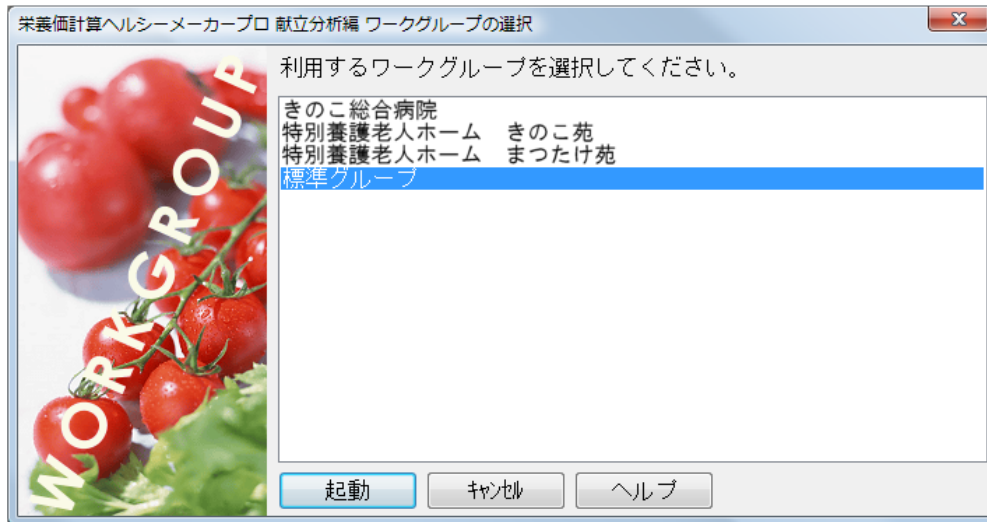 栄養価計算ヘルシーメーカープロ 献立分析編 ワークグループの選択
利用するワークグループを選択してください。
きのこ総合病院
特別養護老人ホーム　きのこ苑
特別養護老人ホーム　まつたけ苑
標準グループ
WORKGROUP
起動
ｷｬﾝｾﾙ
ヘルプ